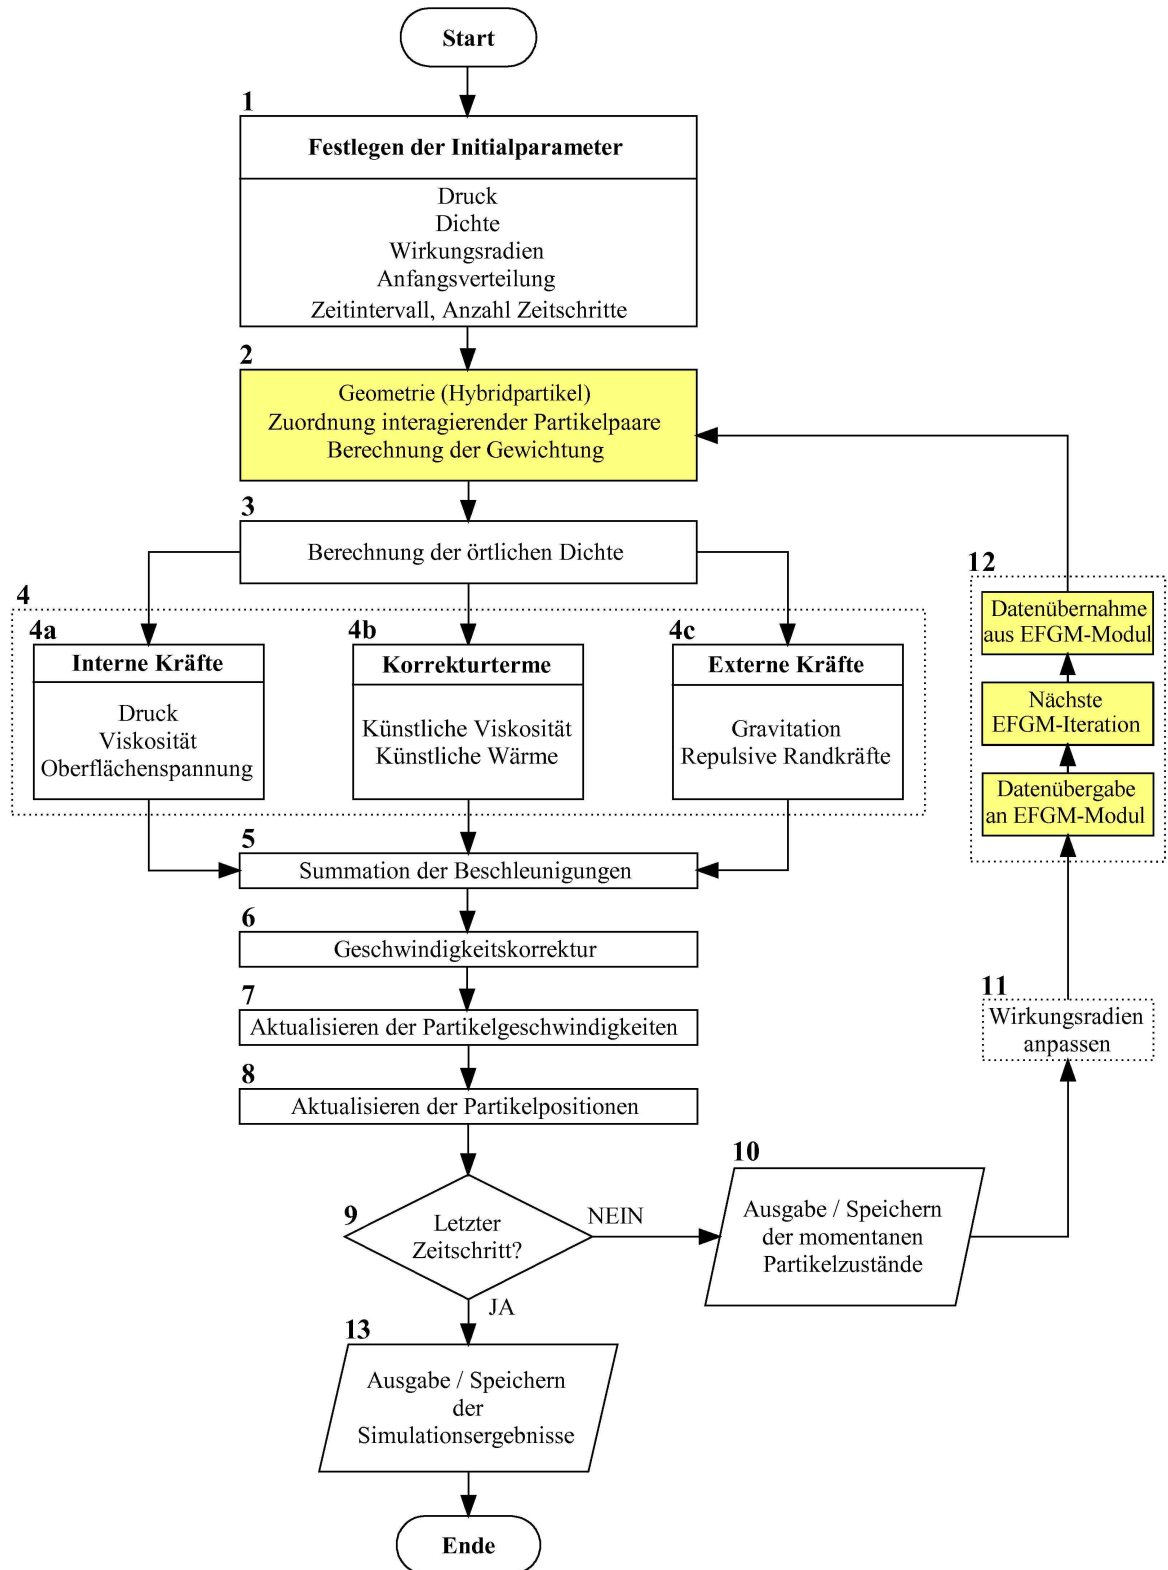 Start
1
Festlegen der Initialparameter
Druck
Dichte
Wirkungsradien
Anfangsverteilung
Zeitintervall, Anzahl Zeitschritte
2
Geometrie (Hybridpartikel)
Zuordnung interagierender Partikelpaare
Berechnung der Gewichtung
3
Berechnung der örtlichen Dichte
4
4a
Interne Kräfte
Druck
Viskosität
Oberflächenspannung
4b
Korrekturterme
Künstliche Viskosität
Künstliche Wärme
4c
Externe Kräfte
Gravitation
Repulsive Randkräfte
5
Summation der Beschleunigungen
6
Geschwindigkeitskorrektur
7
Aktualisieren der Partikelgeschwindigkeiten
8
Aktualisieren der Partikelpositionen
9
Letzter
Zeitschritt?
NEIN
JA
10
Ausgabe / Speichern
der momentanen
Partikelzustände
11
Wirkungsradien
anpassen
12
Datenübernahme
aus EFGM-Modul
Nächste
EFGM-Iteration
Datenübergabe
an EFGM-Modul
13
Ausgabe / Speichern
der
Simulationsergebnisse
Ende